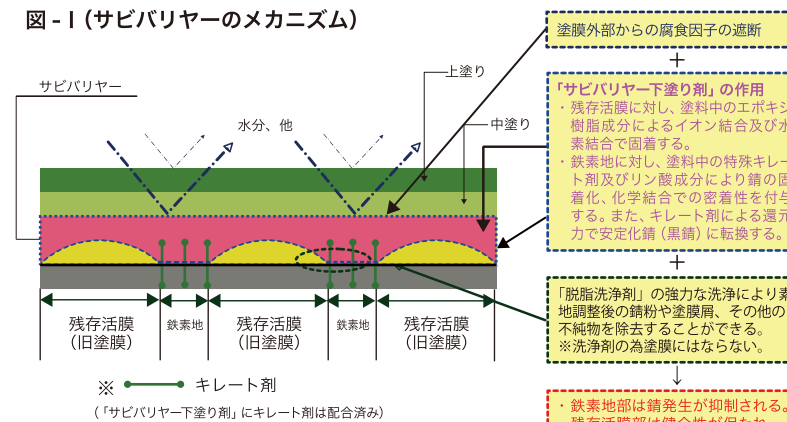 図 - I（サビバリヤーのメカニズム）
サビバリヤー
水分、他
上塗り
中塗り
残存活膜
（旧塗膜）
鉄素地
残存活膜
（旧塗膜）
鉄素地
残存活膜
（旧塗膜）
※ キレート剤
（「サビバリヤー下塗り剤」にキレート剤は配合済み）
塗膜外部からの腐食因子の遮断
＋
「サビバリヤー下塗り剤」の作用
・残存活膜に対し、塗料中のエポキシ
樹脂成分によるイオン結合及び水
素結合で固着する。
・鉄素地に対し、塗料中の特殊キレー
ト剤及びリン酸成分により錆の固
着化、化学結合での密着性を付与
する。また、キレート剤による還元
力で安定化錆（黒錆）に転換する。
＋
「脱脂洗浄剤」の強力な洗浄により素
地調整後の錆粉や塗膜屑、その他の
不純物を除去することができる。
※洗浄剤の為塗膜にはならない。
↓
・鉄素地部は錆発生が抑制される。
残存活膜部は健全性が保たれ